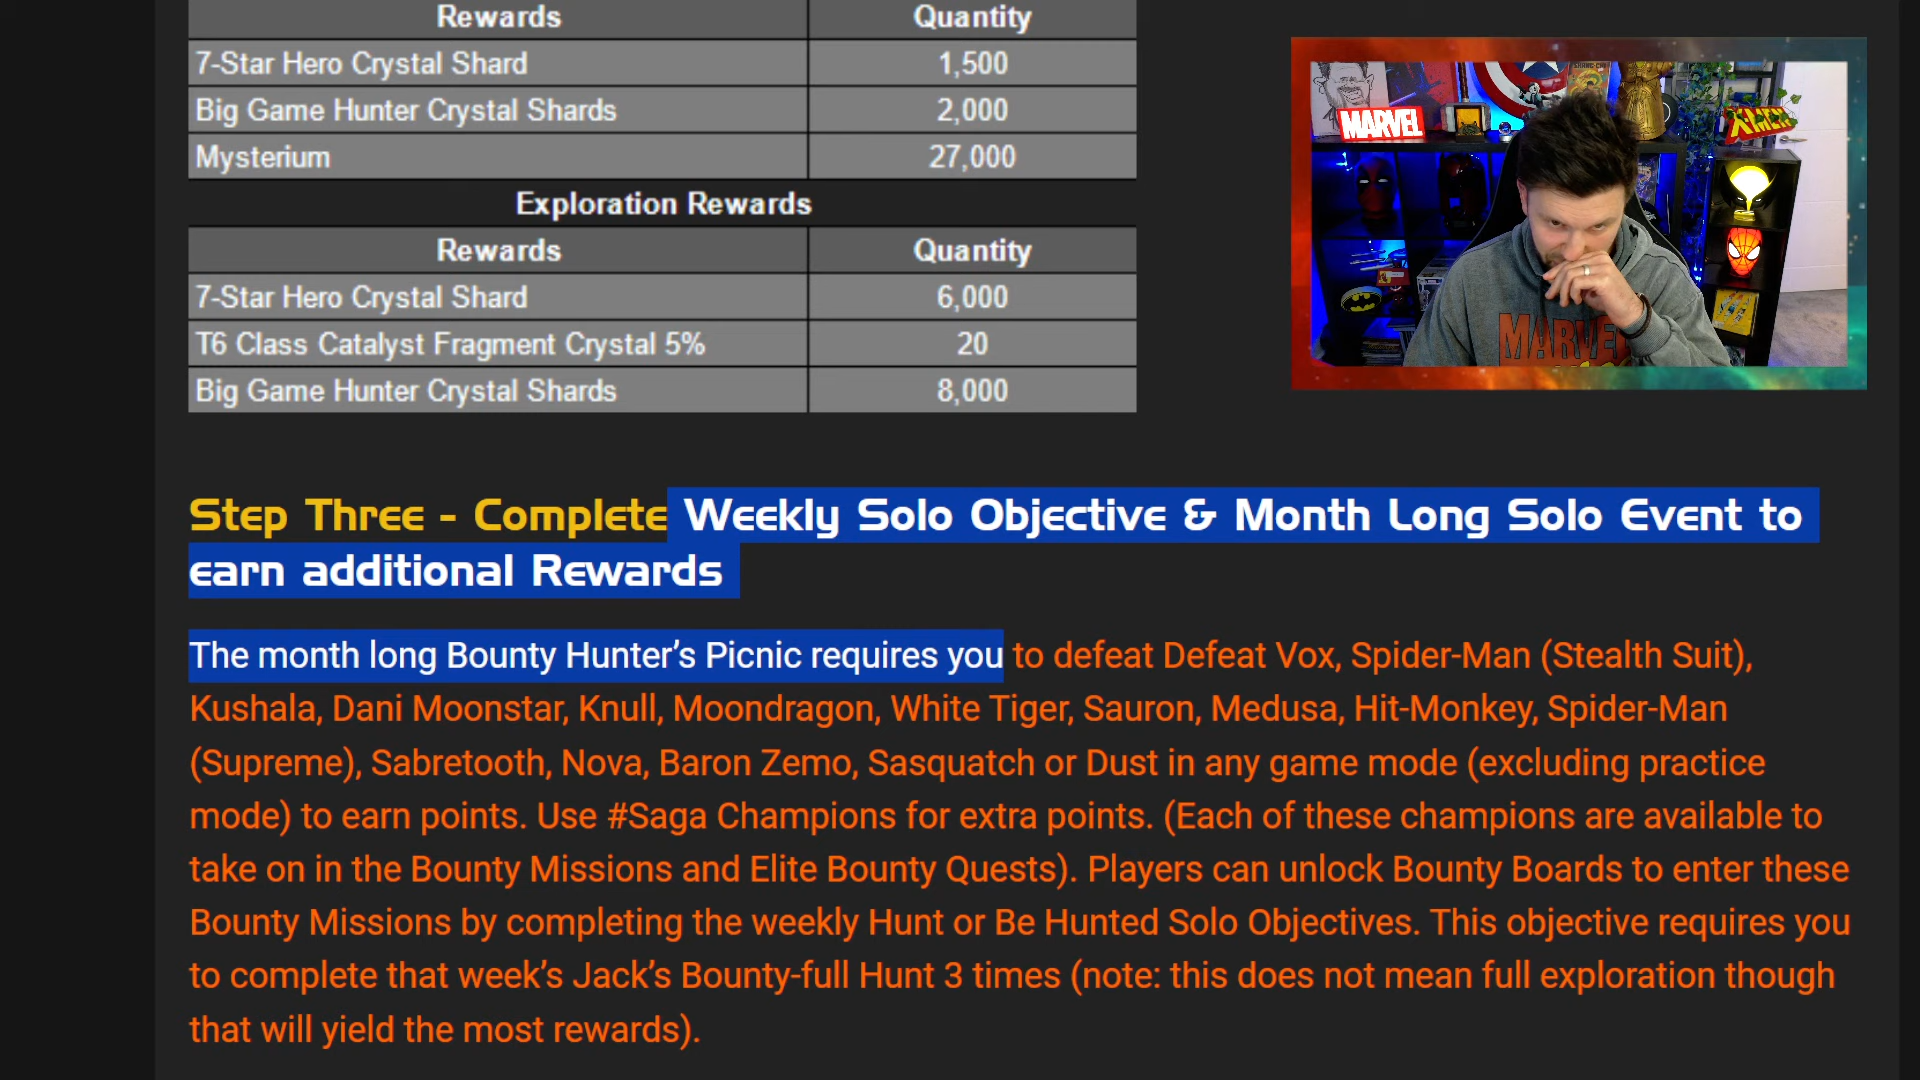 Rewards Quantity
7-Star Hero Crystal Shard 1,500
Big Game Hunter Crystal Shards 2,000
Mysterium 27,000
Exploration Rewards
Rewards Quantity
7-Star Hero Crystal Shard 6,000
T6 Class Catalyst Fragment Crystal 5% 20
Big Game Hunter Crystal Shards 8,000
MARVEL
X-MEN
MARVEL
Step Three - Complete Weekly Solo Objective & Month Long Solo Event to
earn additional Rewards
The month long Bounty Hunter’s Picnic requires you to defeat Defeat Vox, Spider-Man (Stealth Suit),
Kushala, Dani Moonstar, Knull, Moondragon, White Tiger, Sauron, Medusa, Hit-Monkey, Spider-Man
(Supreme), Sabretooth, Nova, Baron Zemo, Sasquatch or Dust in any game mode (excluding practice
mode) to earn points. Use #Saga Champions for extra points. (Each of these champions are available to
take on in the Bounty Missions and Elite Bounty Quests). Players can unlock Bounty Boards to enter these
Bounty Missions by completing the weekly Hunt or Be Hunted Solo Objectives. This objective requires you
to complete that week’s Jack’s Bounty-full Hunt 3 times (note: this does not mean full exploration though
that will yield the most rewards).